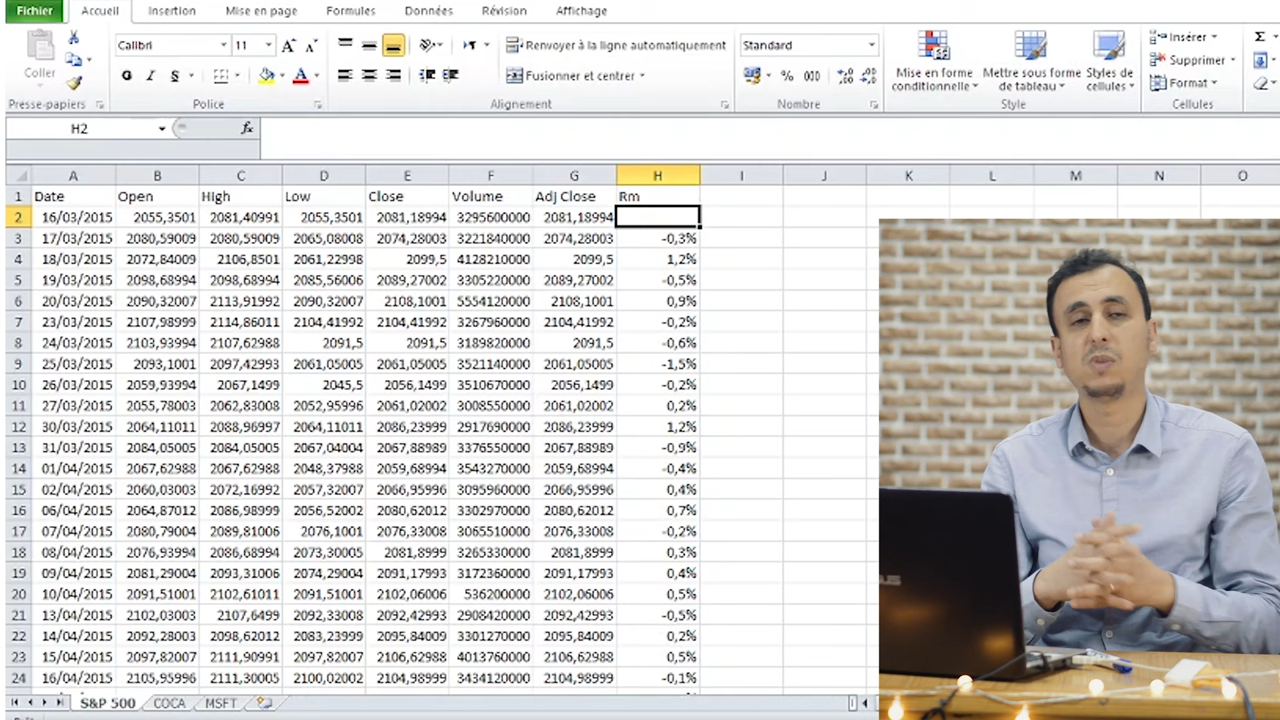 Fichier Accueil Insertion Mise en page Formules Données Révision Affichage
Coller
Calibri 11
G I S
Renvoyer à la ligne automatiquement
Fusionner et centrer
Standard
% 000
Mise en forme conditionnelle
Mettre sous forme de tableau
Styles de cellules
Insérer
Supprimer
Format
Σ
Presse-papiers Police Alignement Nombre Style Cellules
H2 fx
A B C D E F G H I J K L M N O
1 Date Open High Low Close Volume Adj Close Rm
2 16/03/2015 2055,3501 2081,40991 2055,3501 2081,18994 3295600000 2081,18994
3 17/03/2015 2080,59009 2080,59009 2065,08008 2074,28003 3221840000 2074,28003 -0,3%
4 18/03/2015 2072,84009 2106,8501 2061,22998 2099,5 4128210000 2099,5 1,2%
5 19/03/2015 2098,68994 2098,68994 2085,56006 2089,27002 3305220000 2089,27002 -0,5%
6 20/03/2015 2090,32007 2113,91992 2090,32007 2108,1001 5554120000 2108,1001 0,9%
7 23/03/2015 2107,98999 2114,86011 2104,41992 2104,41992 3267960000 2104,41992 -0,2%
8 24/03/2015 2103,93994 2107,62988 2091,5 2091,5 3189820000 2091,5 -0,6%
9 25/03/2015 2093,1001 2097,42993 2061,05005 2061,05005 3521140000 2061,05005 -1,5%
10 26/03/2015 2059,93994 2067,1499 2045,5 2056,1499 3510670000 2056,1499 -0,2%
11 27/03/2015 2055,78003 2062,83008 2052,95996 2061,02002 3008550000 2061,02002 0,2%
12 30/03/2015 2064,11011 2088,96997 2064,11011 2086,23999 2917690000 2086,23999 1,2%
13 31/03/2015 2084,05005 2084,05005 2067,04004 2067,88989 3376550000 2067,88989 -0,9%
14 01/04/2015 2067,62988 2067,62988 2048,37988 2059,68994 3543270000 2059,68994 -0,4%
15 02/04/2015 2060,03003 2072,16992 2057,32007 2066,95996 3095960000 2066,95996 0,4%
16 06/04/2015 2064,87012 2086,98999 2056,52002 2080,62012 3302970000 2080,62012 0,7%
17 07/04/2015 2080,79004 2089,81006 2076,1001 2076,33008 3065510000 2076,33008 -0,2%
18 08/04/2015 2076,93994 2086,68994 2073,30005 2081,8999 3265330000 2081,8999 0,3%
19 09/04/2015 2081,29004 2093,31006 2074,29004 2091,17993 3172360000 2091,17993 0,4%
20 10/04/2015 2091,51001 2102,61011 2091,51001 2102,06006 536200000 2102,06006 0,5%
21 13/04/2015 2102,03003 2107,6499 2092,33008 2092,42993 2908420000 2092,42993 -0,5%
22 14/04/2015 2092,28003 2098,62012 2083,23999 2095,84009 3301270000 2095,84009 0,2%
23 15/04/2015 2097,82007 2111,90991 2097,82007 2106,62988 4013760000 2106,62988 0,5%
24 16/04/2015 2105,95996 2111,30005 2100,02002 2104,98999 3434120000 2104,98999 -0,1%
S&P 500 COCA MSFT